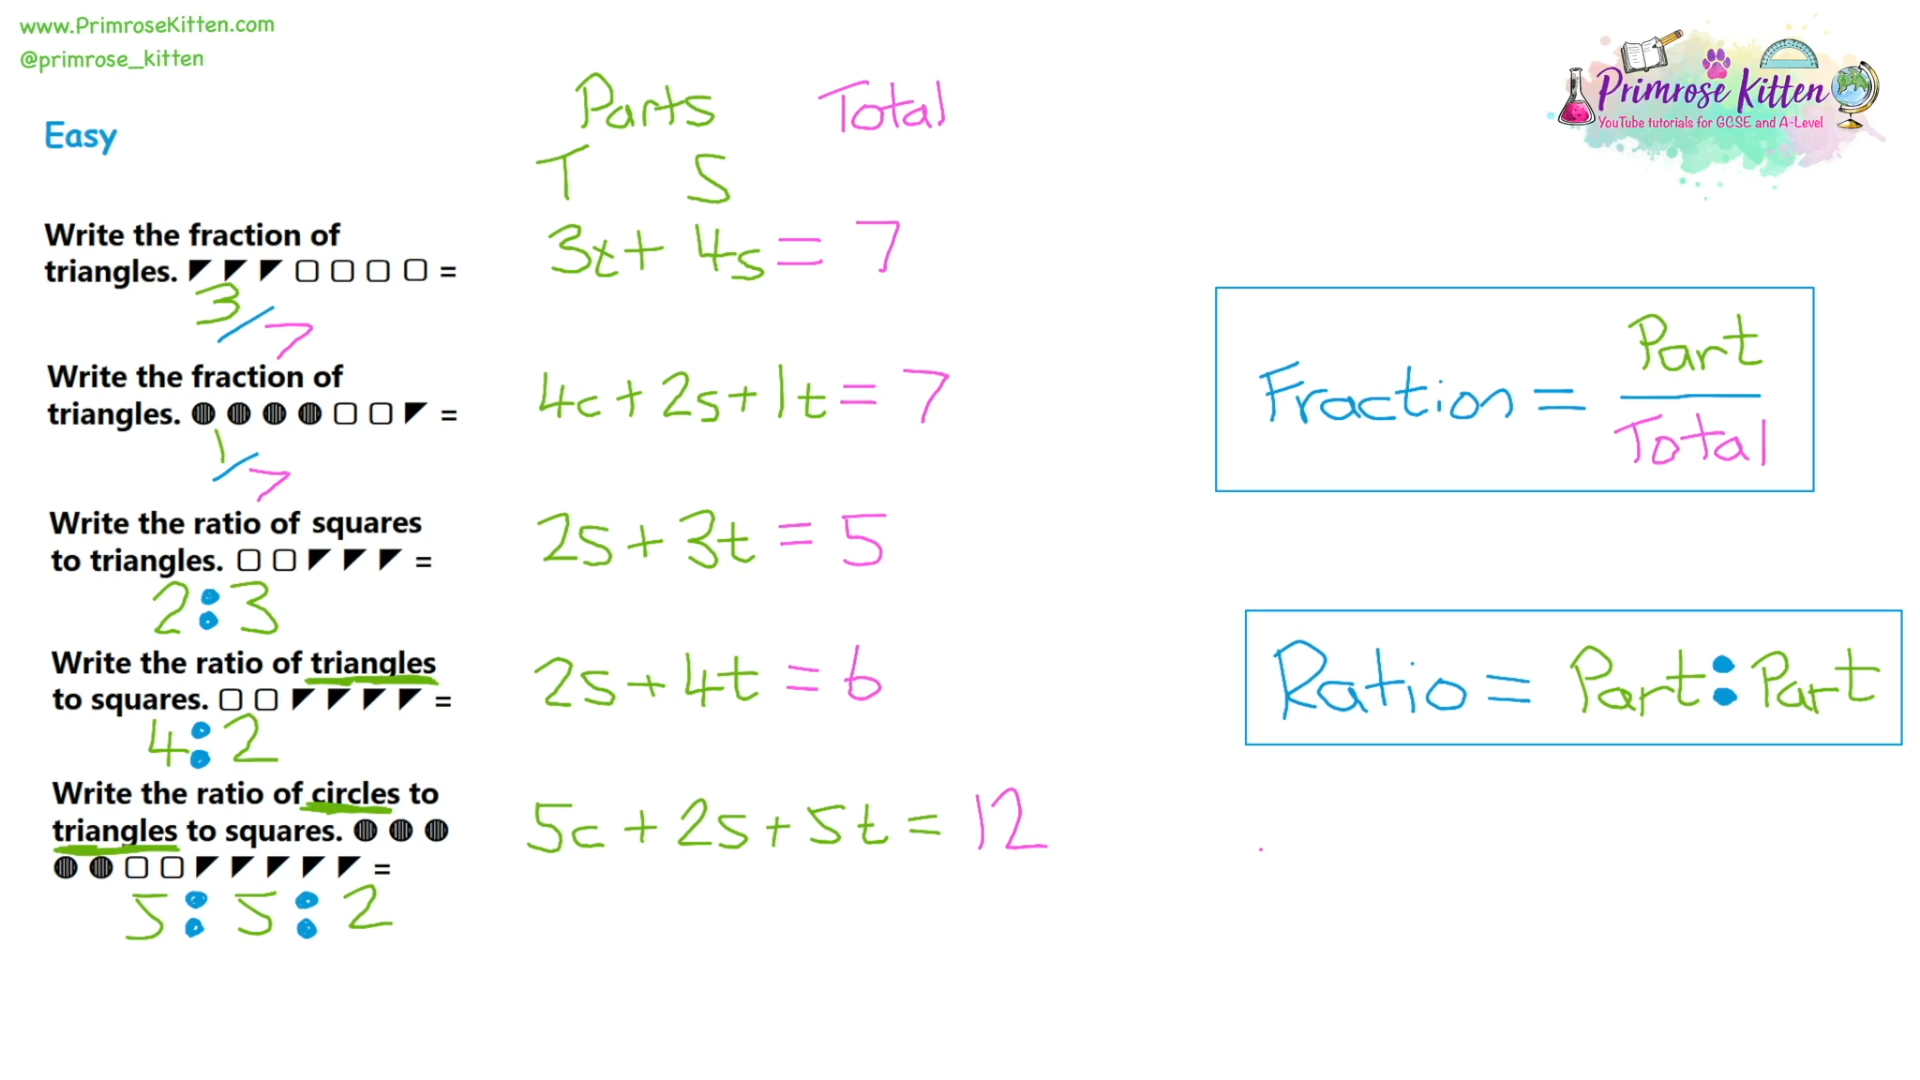 www.PrimroseKitten.com
@primrose_kitten
Primrose Kitten
YouTube tutorials for GCSE and A-Level
Easy
Parts Total
T S
Write the fraction of
triangles. =
3t + 4s = 7
3/7
Write the fraction of
triangles. =
4c + 2s + 1t = 7
1/7
Write the ratio of squares
to triangles. =
2s + 3t = 5
2:3
Write the ratio of triangles
to squares. =
2s + 4t = 6
4:2
Write the ratio of circles to
triangles to squares.
=
5c + 2s + 5t = 12
5:5:2
Fraction = Part
Total
Ratio = Part:Part